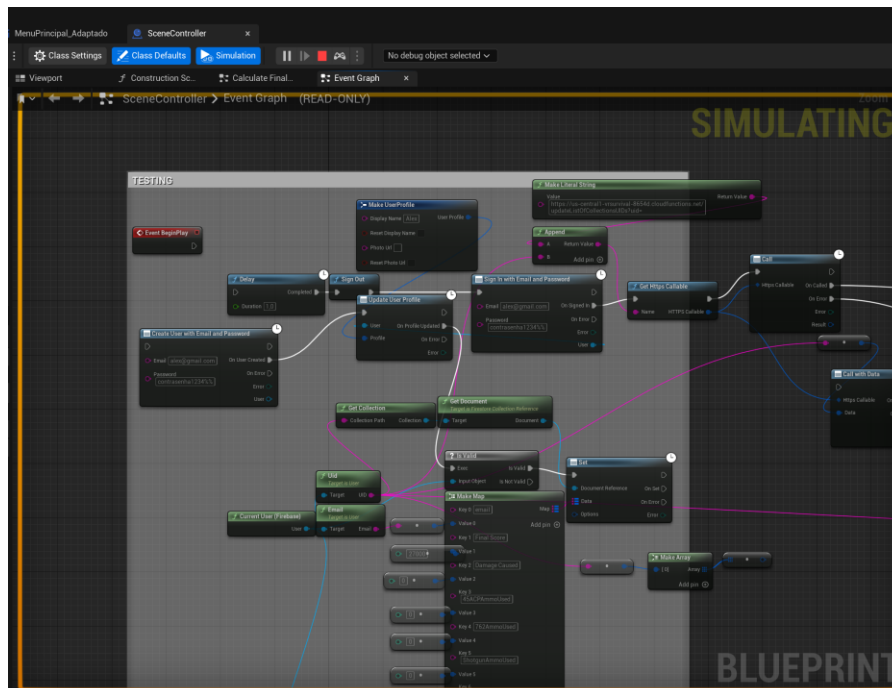 MenuPrincipal_Adaptado
SceneController
Class Settings
Class Defaults
Simulation
No debug object selected
Viewport
Construction Sc...
Calculate Final...
Event Graph
SceneController > Event Graph (READ-ONLY)
Zoom
SIMULATING
TESTING
Make Literal String
Value
Return Value
Make UserProfile
Display Name Alex
User Profile
Reset Display Name
Photo Url
Reset Photo Url
Event BeginPlay
Append
A Return Value
B Add pin
Delay
Completed
Duration 1,0
Sign Out
Sign In with Email and Password
Email alex@gmail.com
On Signed In
Password
contrasenha1234%%
On Error
Error
User
Get Https Callable
Name HTTPS Callable
Call
Https Callable On Called
On Error
Error
Result
Update User Profile
User On ProfileUpdated
Profile On Error
Error
Create User with Email and Password
Email alex@gmail.com
On User Created
Password
contrasenha1234%%
On Error
Error
User
Call with Data
Https Callable
Data
Get Collection
Collection Path Collection
Get Document
Target is Firestore Collection Reference
Target Document
Is Valid
Exec Is Valid
Input Object Is Not Valid
Set
Document Reference On Set
Data On Error
Options Error
Uid
Target is User
Target UID
Current User (Firebase)
User
Email
Target is User
Target Email
Make Map
Key 0 email Map
Value 0 Add pin
Key 1 Final Score
Value 1
Key 2 Damage Caused
Value 2
Key 3
45ACPAmmoUsed
Value 3
Key 4 762AmmoUsed
Value 4
Key 5
ShotgunAmmoUsed
Value 5
0
0
0
0
Make Array
[0] Array
Add pin
BLUEPRINT